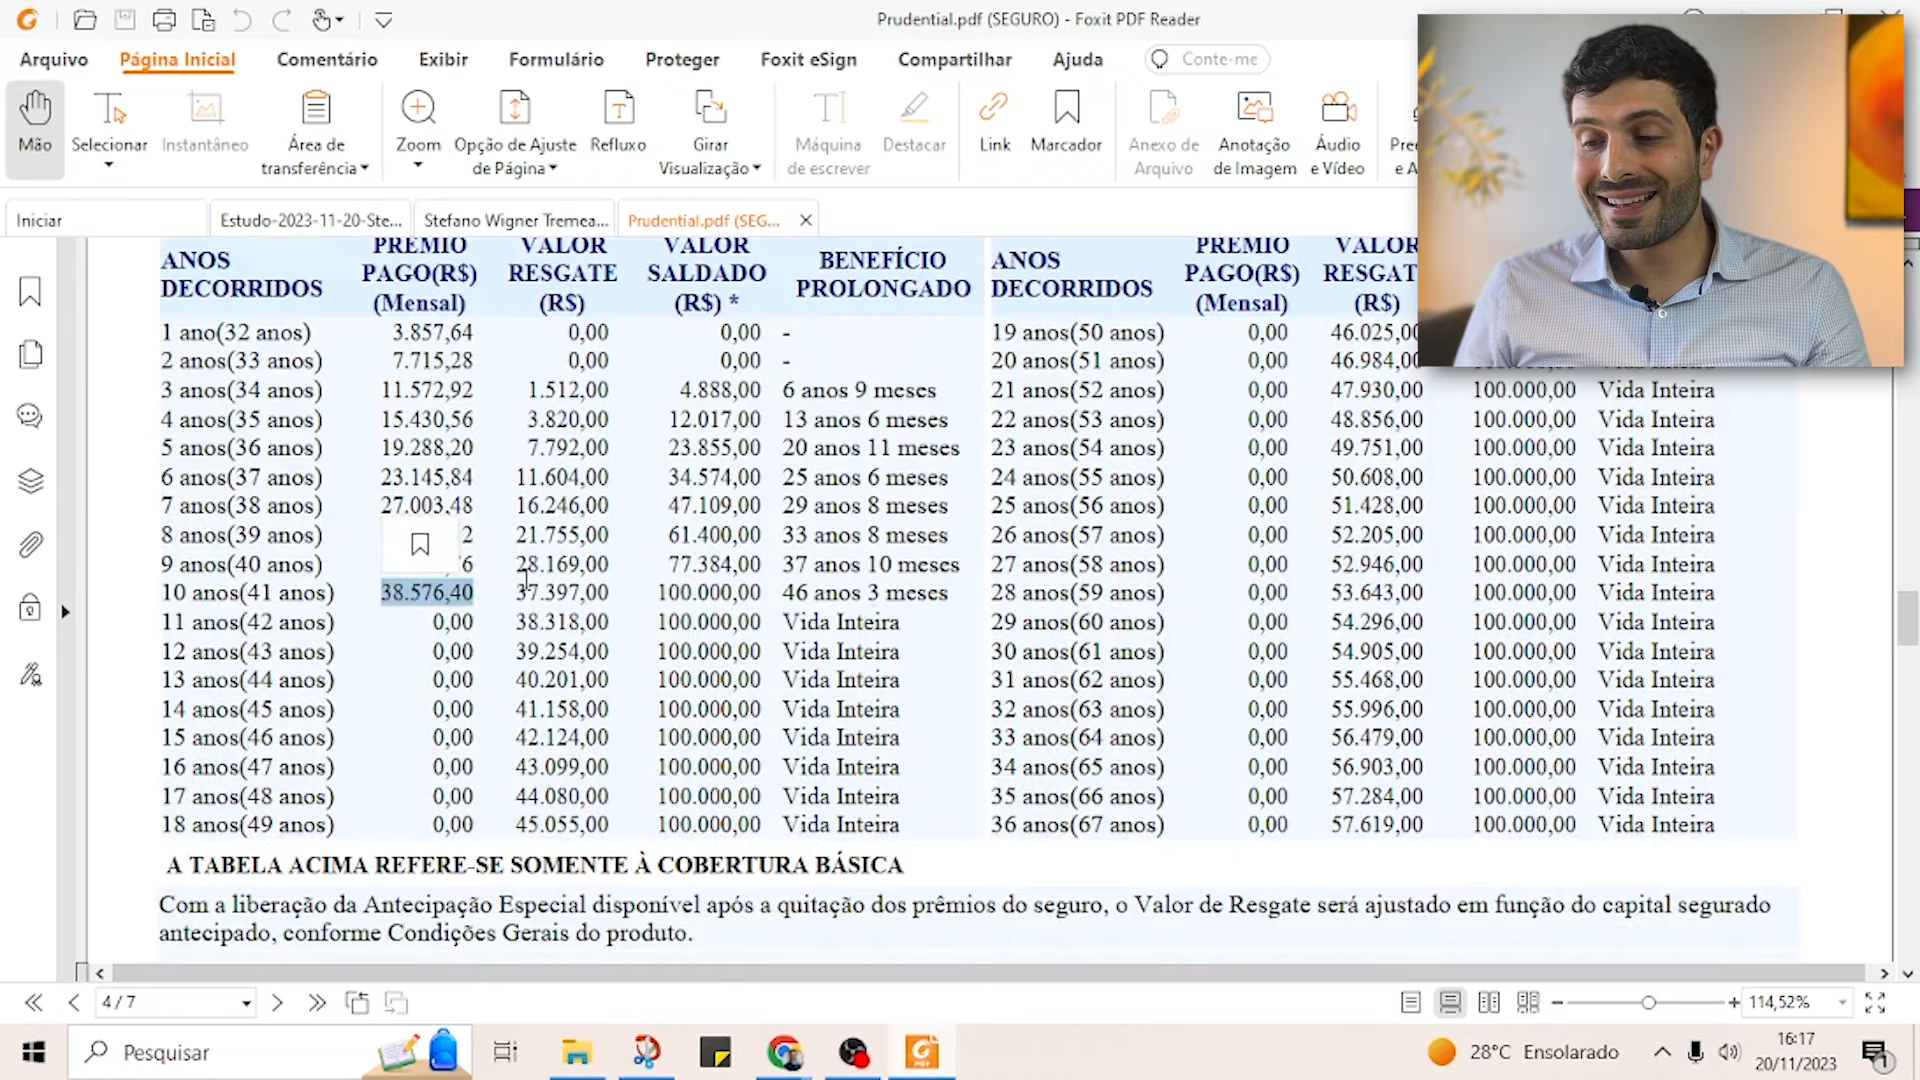 Prudential.pdf (SEGURO) - Foxit PDF Reader
Arquivo Página Inicial Comentário Exibir Formulário Proteger Foxit eSign Compartilhar Ajuda Conte-me
Mão Selecionar Instantâneo Área de transferência Zoom Opção de Ajuste de Página Refluxo Girar Visualização Máquina de escrever Destacar Link Marcador Anexo de Arquivo Anotação de Imagem Áudio e Vídeo
Iniciar Estudo-2023-11-20-Ste... Stefano Wigner Tremea... Prudential.pdf (SEG...
ANOS DECORRIDOS PRÊMIO PAGO(R$) (Mensal) VALOR RESGATE (R$) VALOR SALDADO (R$) * BENEFÍCIO PROLONGADO ANOS DECORRIDOS PRÊMIO PAGO(R$) (Mensal) VALOR (R$)
1 ano(32 anos) 3.857,64 0,00 0,00 - 19 anos(50 anos) 0,00 46.025,00
2 anos(33 anos) 7.715,28 0,00 0,00 - 20 anos(51 anos) 0,00 46.984,00
3 anos(34 anos) 11.572,92 1.512,00 4.888,00 6 anos 9 meses 21 anos(52 anos) 0,00 47.930,00 100.000,00 Vida Inteira
4 anos(35 anos) 15.430,56 3.820,00 12.017,00 13 anos 6 meses 22 anos(53 anos) 0,00 48.856,00 100.000,00 Vida Inteira
5 anos(36 anos) 19.288,20 7.792,00 23.855,00 20 anos 11 meses 23 anos(54 anos) 0,00 49.751,00 100.000,00 Vida Inteira
6 anos(37 anos) 23.145,84 11.604,00 34.574,00 25 anos 6 meses 24 anos(55 anos) 0,00 50.608,00 100.000,00 Vida Inteira
7 anos(38 anos) 27.003,48 16.246,00 47.109,00 29 anos 8 meses 25 anos(56 anos) 0,00 51.428,00 100.000,00 Vida Inteira
8 anos(39 anos) 2 21.755,00 61.400,00 33 anos 8 meses 26 anos(57 anos) 0,00 52.205,00 100.000,00 Vida Inteira
9 anos(40 anos) 6 28.169,00 77.384,00 37 anos 10 meses 27 anos(58 anos) 0,00 52.946,00 100.000,00 Vida Inteira
10 anos(41 anos) 38.576,40 37.397,00 100.000,00 46 anos 3 meses 28 anos(59 anos) 0,00 53.643,00 100.000,00 Vida Inteira
11 anos(42 anos) 0,00 38.318,00 100.000,00 Vida Inteira 29 anos(60 anos) 0,00 54.296,00 100.000,00 Vida Inteira
12 anos(43 anos) 0,00 39.254,00 100.000,00 Vida Inteira 30 anos(61 anos) 0,00 54.905,00 100.000,00 Vida Inteira
13 anos(44 anos) 0,00 40.201,00 100.000,00 Vida Inteira 31 anos(62 anos) 0,00 55.468,00 100.000,00 Vida Inteira
14 anos(45 anos) 0,00 41.158,00 100.000,00 Vida Inteira 32 anos(63 anos) 0,00 55.996,00 100.000,00 Vida Inteira
15 anos(46 anos) 0,00 42.124,00 100.000,00 Vida Inteira 33 anos(64 anos) 0,00 56.479,00 100.000,00 Vida Inteira
16 anos(47 anos) 0,00 43.099,00 100.000,00 Vida Inteira 34 anos(65 anos) 0,00 56.903,00 100.000,00 Vida Inteira
17 anos(48 anos) 0,00 44.080,00 100.000,00 Vida Inteira 35 anos(66 anos) 0,00 57.284,00 100.000,00 Vida Inteira
18 anos(49 anos) 0,00 45.055,00 100.000,00 Vida Inteira 36 anos(67 anos) 0,00 57.619,00 100.000,00 Vida Inteira
A TABELA ACIMA REFERE-SE SOMENTE À COBERTURA BÁSICA
Com a liberação da Antecipação Especial disponível após a quitação dos prêmios do seguro, o Valor de Resgate será ajustado em função do capital segurado
antecipado, conforme Condições Gerais do produto.
4 / 7 114,52%
Pesquisar 28°C Ensolarado 16:17
20/11/2023 1